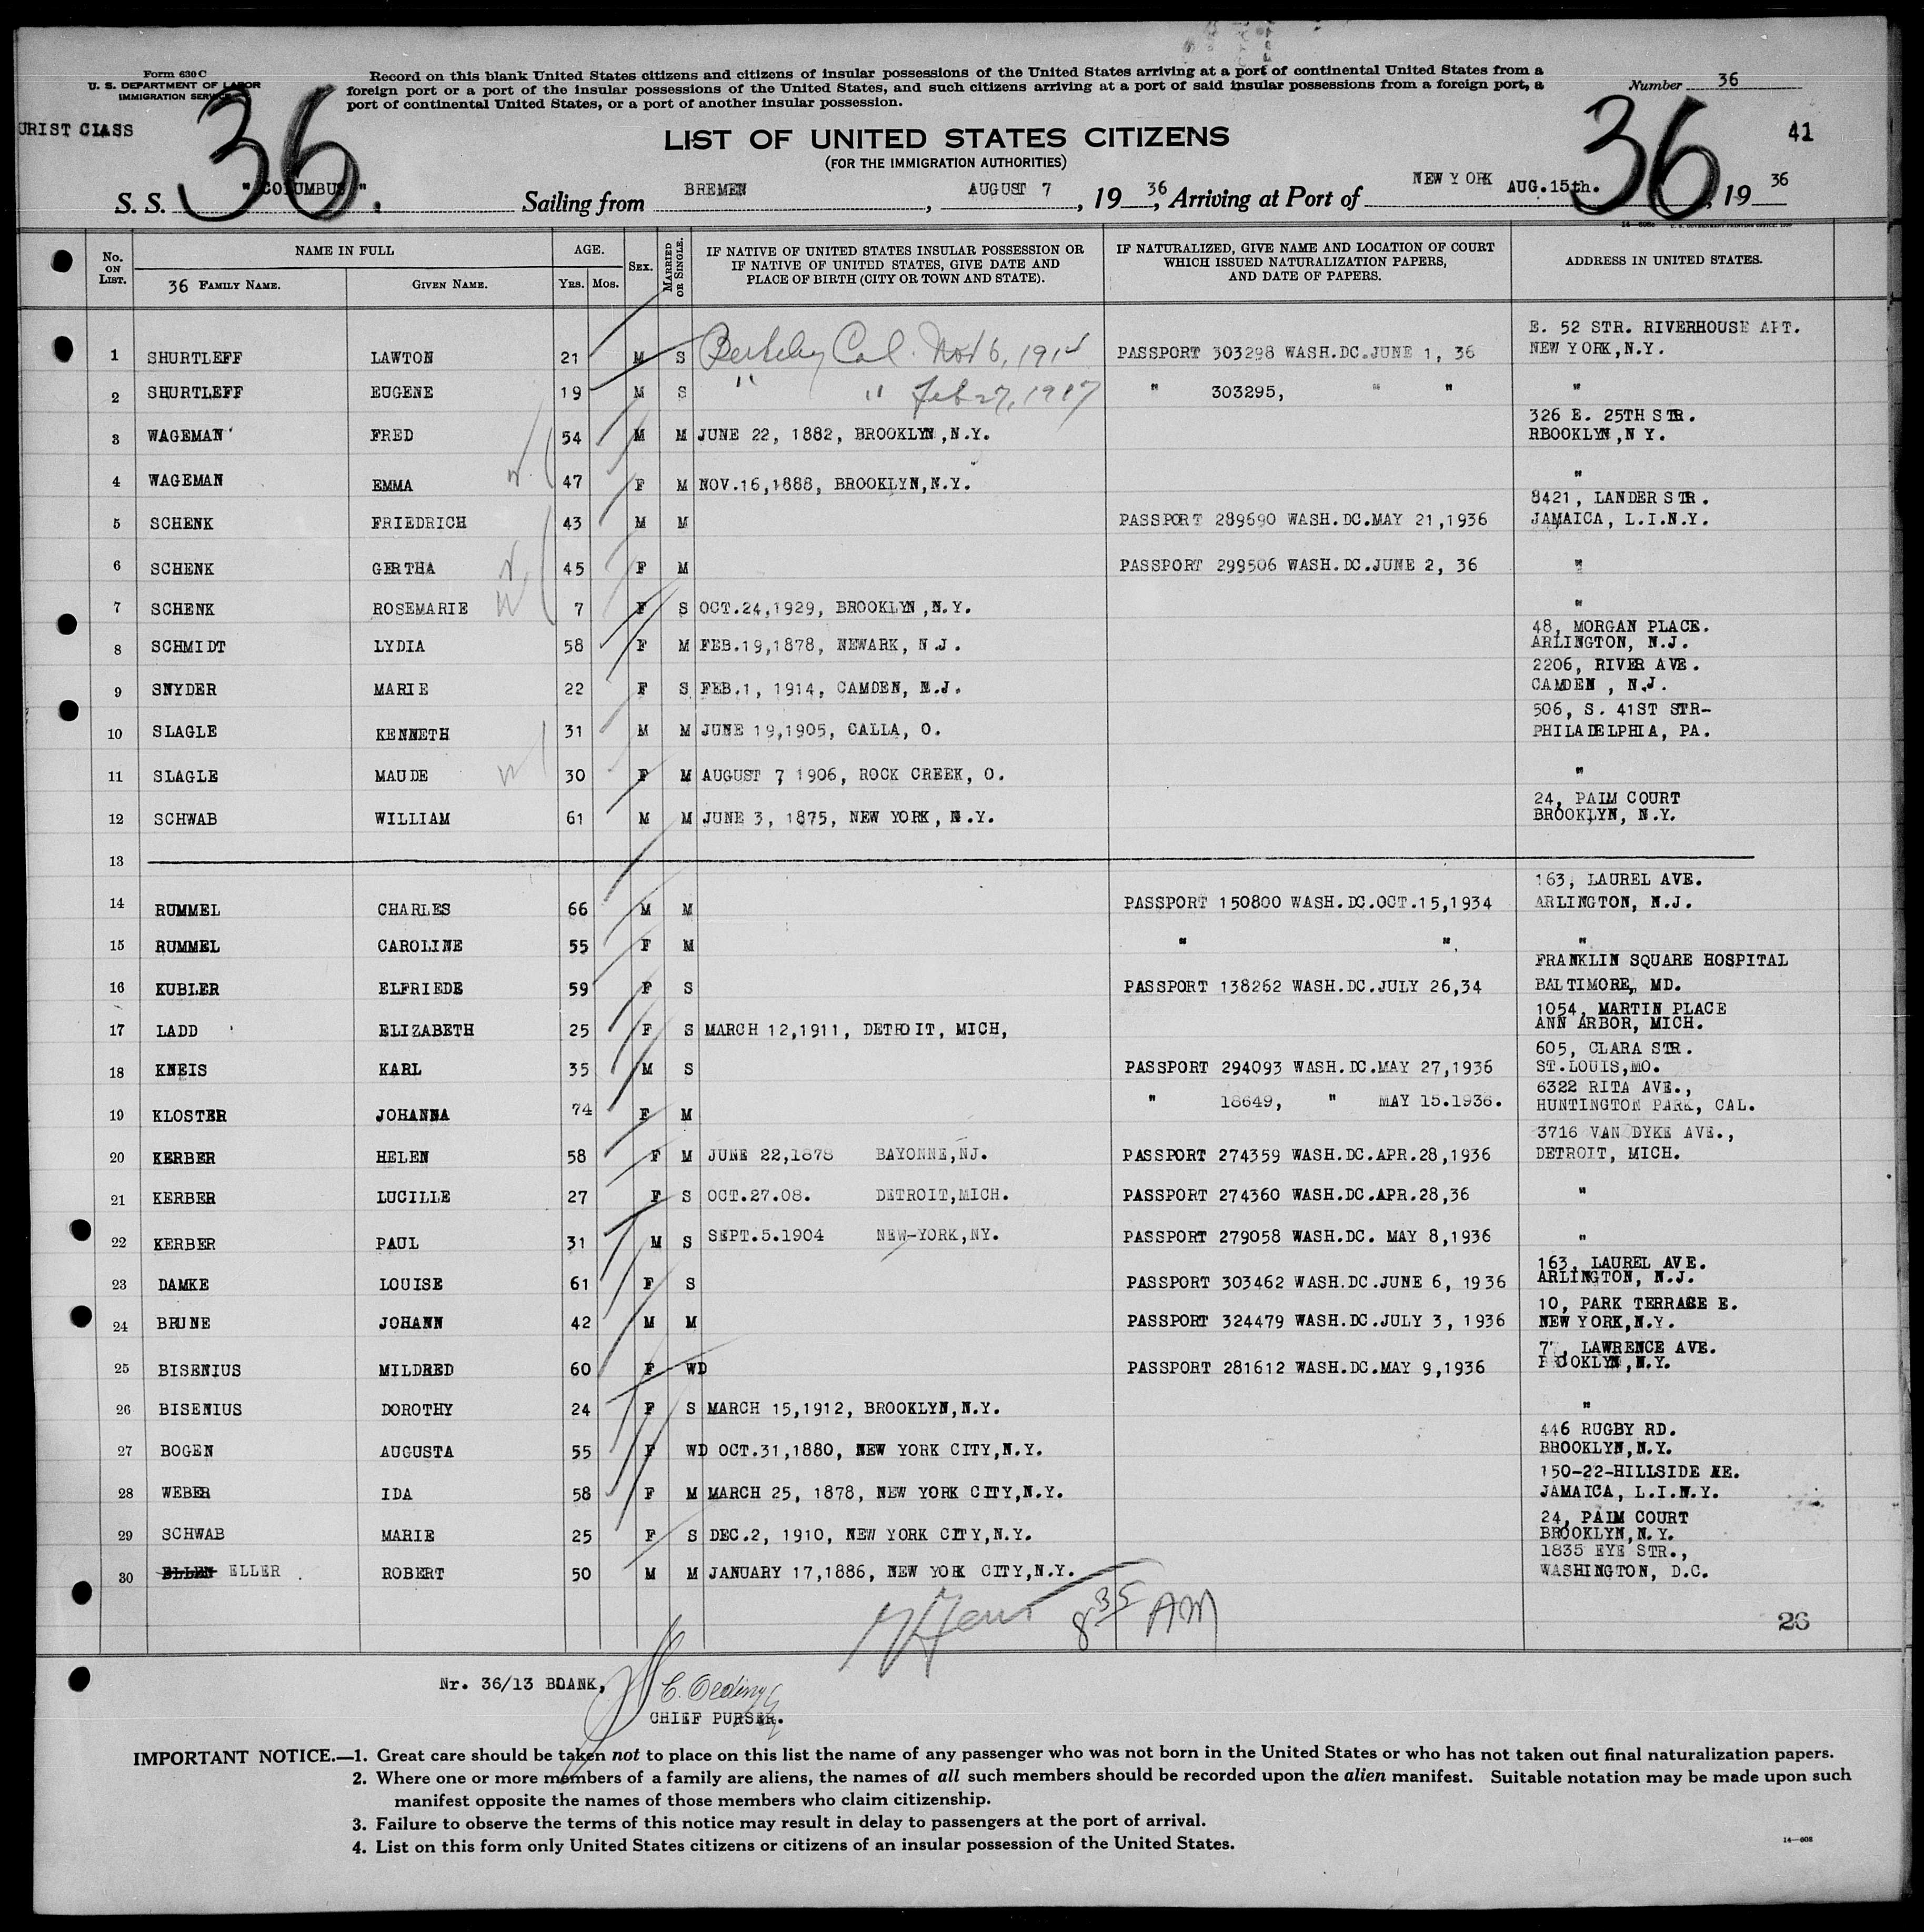 Form 630 C
U. S. DEPARTMENT OF LABOR
IMMIGRATION SERVICE
Record on this blank United States citizens and citizens of insular possessions of the United States arriving at a port of continental United States from a
foreign port or a port of the insular possessions of the United States, and such citizens arriving at a port of said insular possessions from a foreign port, a
port of continental United States, or a port of another insular possession.
Number 36
URIST CLASS
36.
36
41
LIST OF UNITED STATES CITIZENS
(FOR THE IMMIGRATION AUTHORITIES)
S. S. "COLUMBUS" Sailing from BREMEN, AUGUST 7, 1936, Arriving at Port of NEW YORK AUG.15th., 1936
No. ON LIST. NAME IN FULL AGE. SEX. MARRIED OR SINGLE. IF NATIVE OF UNITED STATES INSULAR POSSESSION OR IF NATIVE OF UNITED STATES, GIVE DATE AND PLACE OF BIRTH (CITY OR TOWN AND STATE). IF NATURALIZED, GIVE NAME AND LOCATION OF COURT WHICH ISSUED NATURALIZATION PAPERS, AND DATE OF PAPERS. ADDRESS IN UNITED STATES.
36 FAMILY NAME. GIVEN NAME. YRS. MOS.
E. 52 STR. RIVERHOUSE APT.
1 SHURTLEFF LAWTON 21 M S Berkeley Cal. Nov 6, 1914 PASSPORT 303298 WASH.DC.JUNE 1, 36 NEW YORK,N.Y.
2 SHURTLEFF EUGENE 19 M S " " Feb 27, 1917 " 303295, " " "
326 E. 25TH STR.
3 WAGEMAN FRED 54 M M JUNE 22, 1882, BROOKLYN,N.Y. RBOOKLYN,N Y.
4 WAGEMAN EMMA 47 F M NOV.16,1888, BROOKLYN,N.Y. "
8421, LANDER STR.
5 SCHENK FRIEDRICH 43 M M PASSPORT 289690 WASH.DC.MAY 21,1936 JAMAICA, L.I.N.Y.
6 SCHENK GERTHA 45 F M PASSPORT 299506 WASH.DC.JUNE 2, 36 "
7 SCHENK ROSEMARIE 7 F S OCT.24,1929, BROOKLYN,N.Y. "
48, MORGAN PLACE.
8 SCHMIDT LYDIA 58 F M FEB.19,1878, NEWARK, N.J. ARLINGTON, N.J.
2206, RIVER AVE.
9 SNYDER MARIE 22 F S FEB.1, 1914, CAMDEN, N.J. CAMDEN , N.J.
506, S. 41ST STR-
10 SLAGLE KENNETH 31 M M JUNE 19,1905, CALLA, O. PHILADELPHIA, PA.
11 SLAGLE MAUDE 30 F M AUGUST 7, 1906, ROCK CREEK, O. "
24, PALM COURT
12 SCHWAB WILLIAM 61 M M JUNE 3, 1875, NEW YORK, N.Y. BROOKLYN, N.Y.
13
163, LAUREL AVE.
14 RUMMEL CHARLES 66 M M PASSPORT 150800 WASH.DC.OCT.15,1934 ARLINGTON, N.J.
15 RUMMEL CAROLINE 55 F M " ". "
FRANKLIN SQUARE HOSPITAL
16 KUBLER ELFRIEDE 59 F S PASSPORT 138262 WASH.DC.JULY 26,34 BALTIMORE, MD.
1054, MARTIN PLACE
17 LADD ELIZABETH 25 F S MARCH 12,1911, DETROIT, MICH, ANN ARBOR, MICH.
605, CLARA STR.
18 KNEIS KARL 35 M S PASSPORT 294093 WASH.DC.MAY 27,1936 ST.LOUIS,MO.
6322 RITA AVE.,
19 KLOSTER JOHANNA 74 F M " 18649, " MAY 15.1936. HUNTINGTON PARK, CAL.
3716 VAN DYKE AVE.,
20 KERBER HELEN 58 F M JUNE 22,1878 BAYONNE,NJ. PASSPORT 274359 WASH.DC.APR.28,1936 DETROIT, MICH.
21 KERBER LUCILLE 27 F S OCT.27.08. DETROIT,MICH. PASSPORT 274360 WASH.DC.APR.28,36 "
22 KERBER PAUL 31 M S SEPT.5.1904 NEW-YORK,NY. PASSPORT 279058 WASH.DC. MAY 8,1936 "
163, LAUREL AVE.
23 DAMKE LOUISE 61 F S PASSPORT 303462 WASH.DC.JUNE 6, 1936 ARLINGTON, N.J.
10, PARK TERRASE E.
24 BRUNE JOHANN 42 M M PASSPORT 324479 WASH.DC.JULY 3, 1936 NEW YORK,N.Y.
LAWRENCE AVE.
25 BISENIUS MILDRED 60 F WD PASSPORT 281612 WASH.DC.MAY 9,1936 BROOKLYN,N.Y.
26 BISENIUS DOROTHY 24 F S MARCH 15,1912, BROOKLYN,N.Y. "
446 RUGBY RD.
27 BOGEN AUGUSTA 55 F WD OCT.31,1880, NEW YORK CITY,N.Y. BROOKLYN,N.Y.
150-22-HILLSIDE AE.
28 WEBER IDA 58 F M MARCH 25, 1878, NEW YORK CITY,N.Y. JAMAICA, L.I.N.Y.
24, PALM COURT
29 SCHWAB MARIE 25 F S DEC.2, 1910, NEW YORK CITY,N.Y. BROOKLYN,N.Y.
1835 EYE STR.,
30 ELLEN ELLER ROBERT 50 M M JANUARY 17,1886, NEW YORK CITY,N.Y. WASHINGTON, D.C.
8 35 AM
26
Nr. 36/13 BLANK,
C. Oeding
CHIEF PURSER.
IMPORTANT NOTICE.—1. Great care should be taken not to place on this list the name of any passenger who was not born in the United States or who has not taken out final naturalization papers.
2. Where one or more members of a family are aliens, the names of all such members should be recorded upon the alien manifest. Suitable notation may be made upon such
manifest opposite the names of those members who claim citizenship.
3. Failure to observe the terms of this notice may result in delay to passengers at the port of arrival.
4. List on this form only United States citizens or citizens of an insular possession of the United States.
14—608